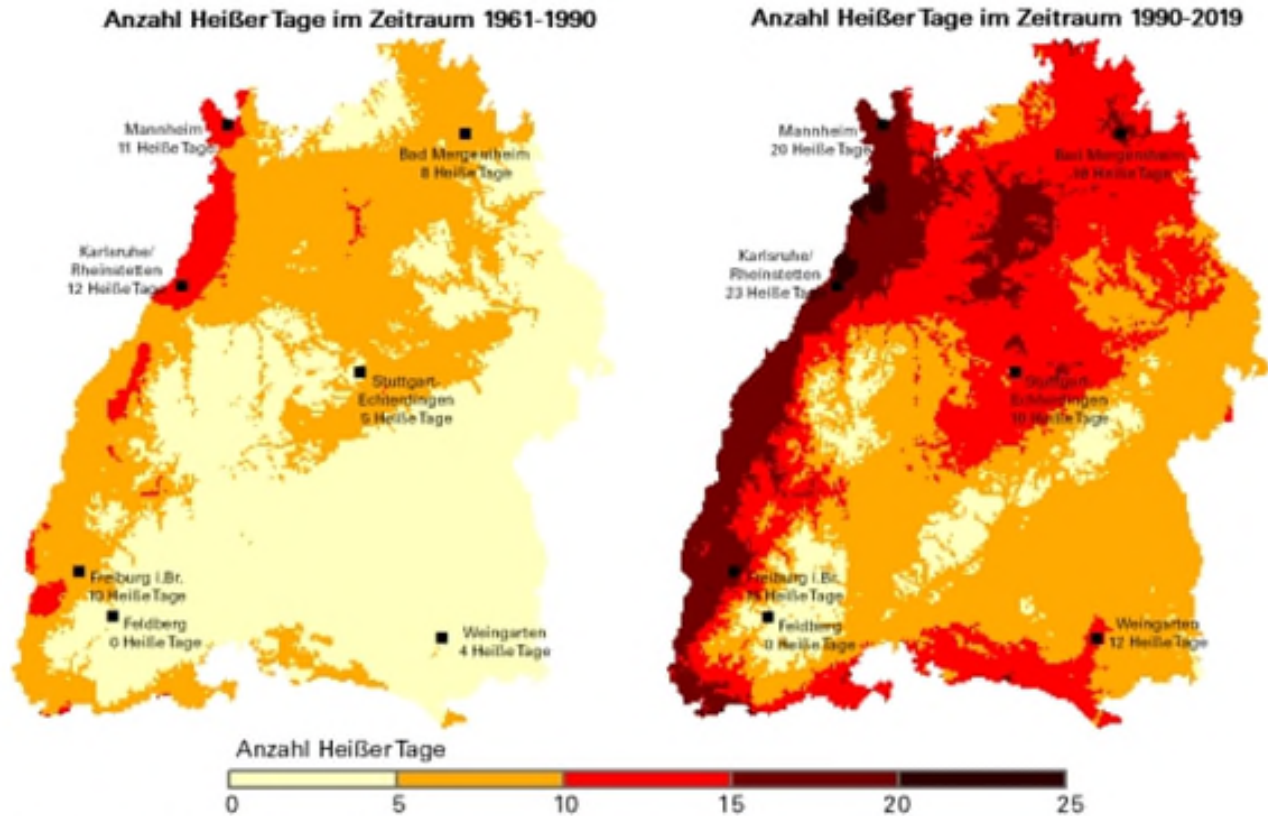 Anzahl Heißer Tage im Zeitraum 1961-1990
Mannheim
11 Heiße Tage
Bad Mergentheim
8 Heiße Tage
Karlsruhe/
Rheinstetten
12 Heiße Tage
Stuttgart-
Echterdingen
Heiße Tage
Freiburg i.Br.
10 Heiße Tage
Feldberg
0 Heiße Tage
Weingarten
4 Heiße Tage
Anzahl Heißer Tage im Zeitraum 1990-2019
Mannheim
20 Heiße Tage
Bad Mergentheim
Heiße Tage
Karlsruhe/
Rheinstetten
23 Heiße
Stuttgart-
Echterdingen
10 Heiße Tage
Freiburg i.Br.
Heiße Tage
Feldberg
0 Heiße Tage
Weingarten
12 Heiße Tage
Anzahl Heißer Tage
0 5 10 15 20 25